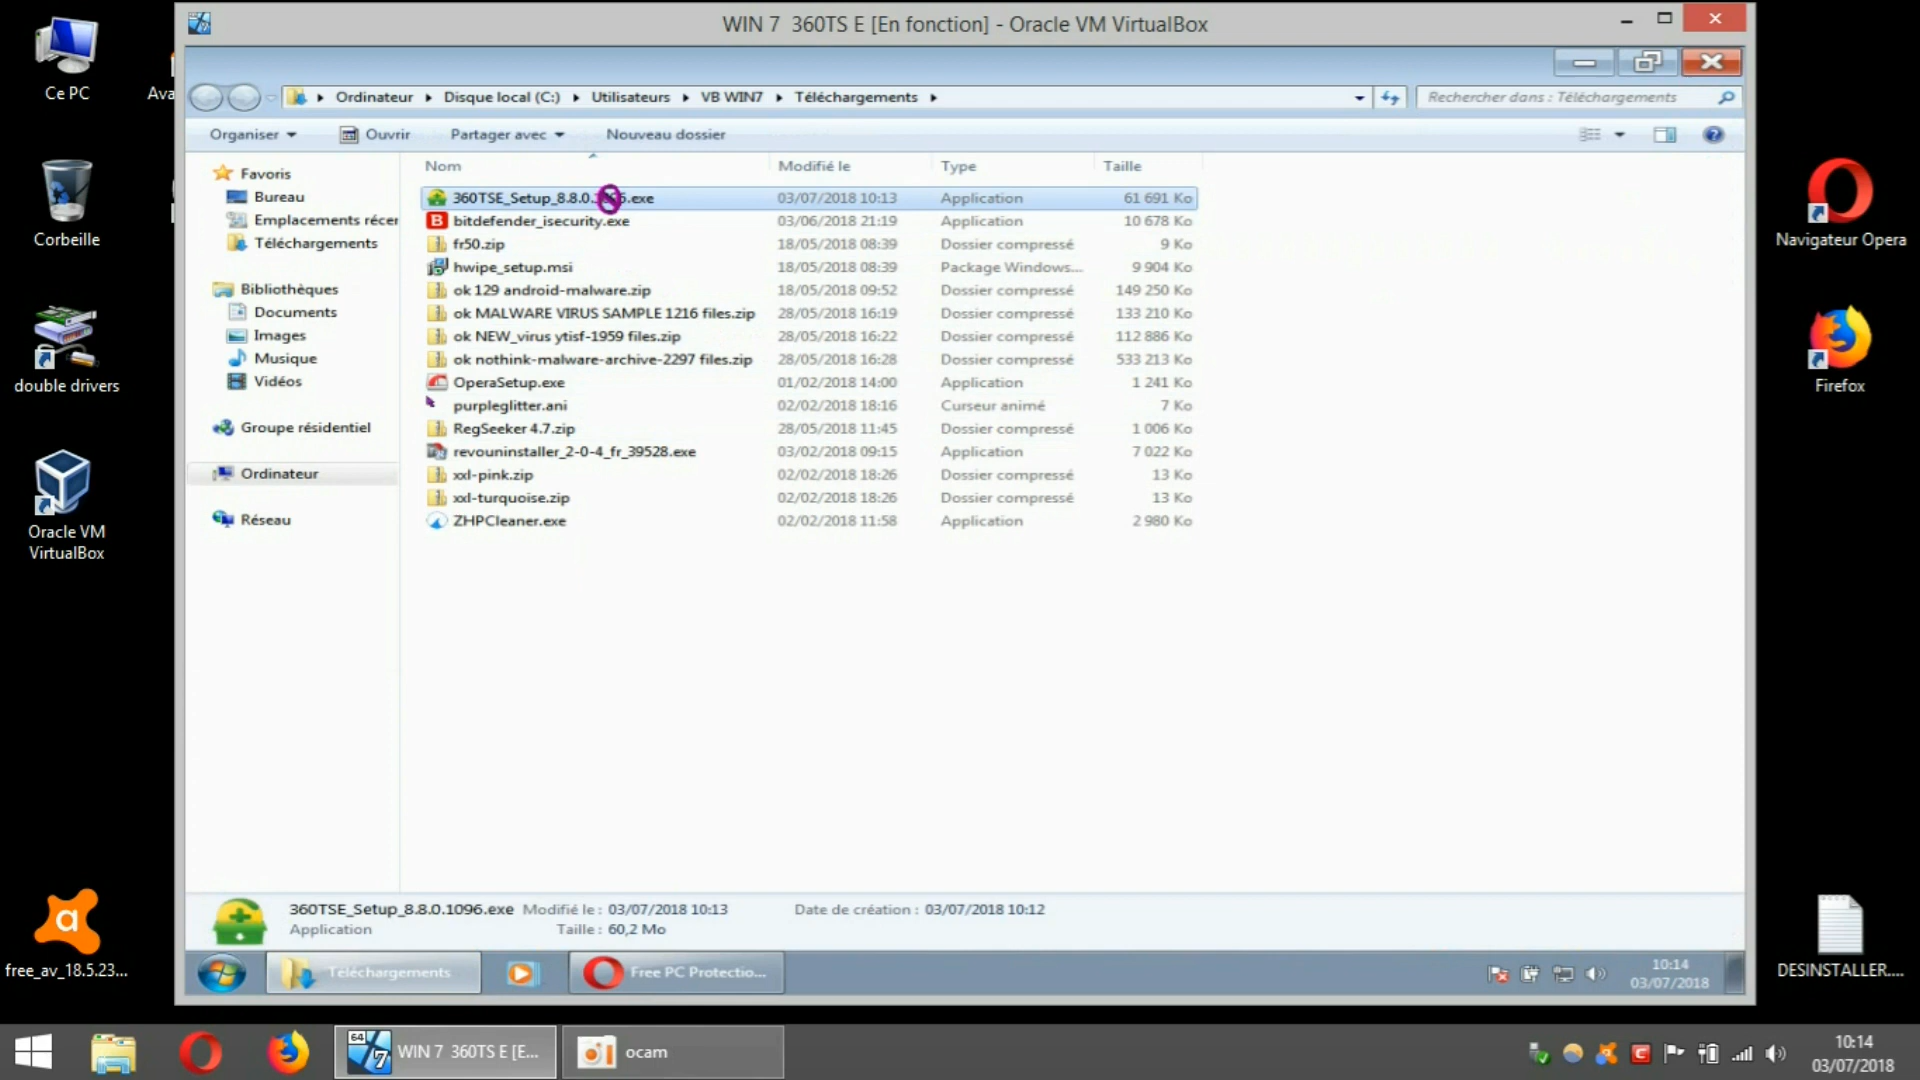 WIN 7 360TS E [En fonction] - Oracle VM VirtualBox
Ce PC
Ava
Corbeille
double drivers
Oracle VM
VirtualBox
free_av_18.5.23...
Ordinateur
Disque local (C:)
Utilisateurs
VB WIN7
Téléchargements
Rechercher dans : Téléchargements
Organiser
Ouvrir
Partager avec
Nouveau dossier
Favoris
Bureau
Emplacements récer
Téléchargements
Bibliothèques
Documents
Images
Musique
Vidéos
Groupe résidentiel
Ordinateur
Réseau
Nom Modifié le Type Taille
360TSE_Setup_8.8.0.1096.exe 03/07/2018 10:13 Application 61 691 Ko
B bitdefender_isecurity.exe 03/06/2018 21:19 Application 10 678 Ko
fr50.zip 18/05/2018 08:39 Dossier compressé 9 Ko
hwipe_setup.msi 18/05/2018 08:39 Package Windows... 9 904 Ko
ok 129 android-malware.zip 18/05/2018 09:52 Dossier compressé 149 250 Ko
ok MALWARE VIRUS SAMPLE 1216 files.zip 28/05/2018 16:19 Dossier compressé 133 210 Ko
ok NEW_virus ytisf-1959 files.zip 28/05/2018 16:22 Dossier compressé 112 886 Ko
ok nothink-malware-archive-2297 files.zip 28/05/2018 16:28 Dossier compressé 533 213 Ko
OperaSetup.exe 01/02/2018 14:00 Application 1 241 Ko
purpleglitter.ani 02/02/2018 18:16 Curseur animé 7 Ko
RegSeeker 4.7.zip 28/05/2018 11:45 Dossier compressé 1 006 Ko
revouninstaller_2-0-4_fr_39528.exe 03/02/2018 09:15 Application 7 022 Ko
xxl-pink.zip 02/02/2018 18:26 Dossier compressé 13 Ko
xxl-turquoise.zip 02/02/2018 18:26 Dossier compressé 13 Ko
ZHPCleaner.exe 02/02/2018 11:58 Application 2 980 Ko
360TSE_Setup_8.8.0.1096.exe Modifié le : 03/07/2018 10:13 Date de création : 03/07/2018 10:12
Application Taille : 60,2 Mo
Téléchargements
Free PC Protectio...
10:14
03/07/2018
Navigateur Opera
Firefox
DESINSTALLER....
64
7
WIN 7 360TS E [E...
ocam
10:14
03/07/2018